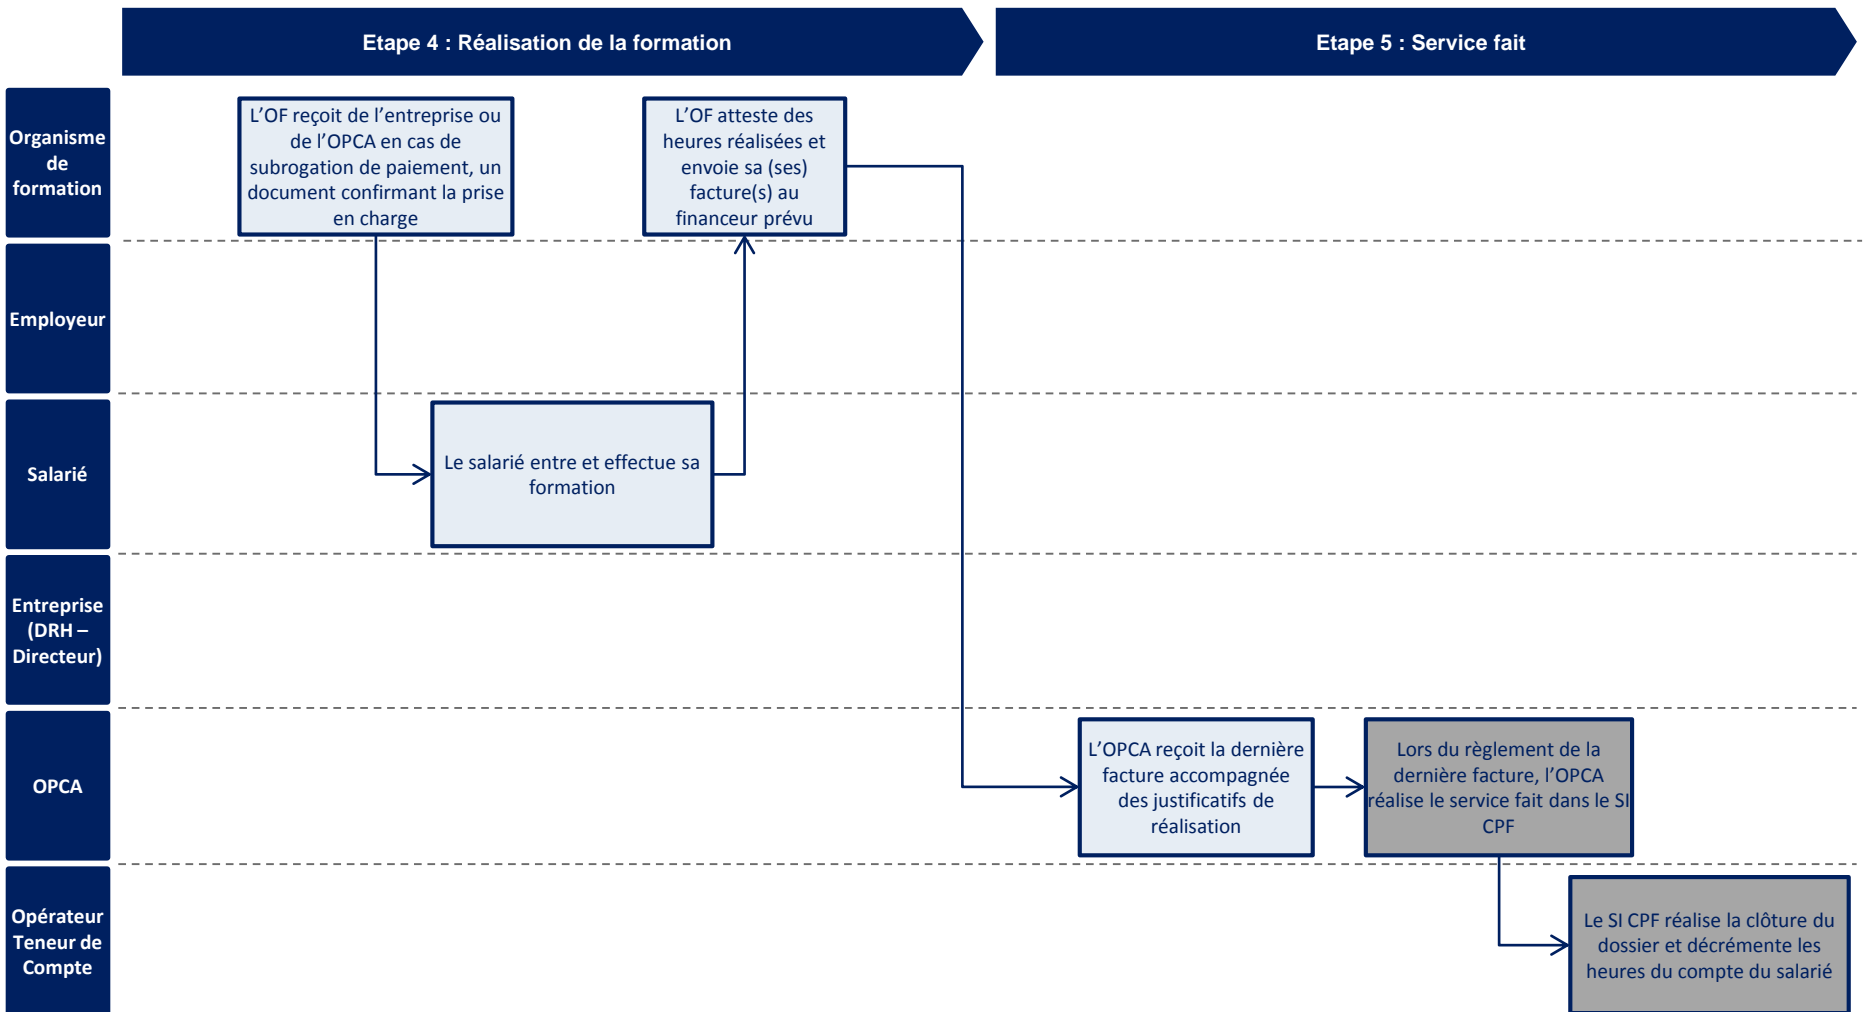 Etape 4 : Réalisation de la formation
Etape 5 : Service fait
Organisme
de
formation
L’OF reçoit de l’entreprise ou
de l’OPCA en cas de
subrogation de paiement, un
document confirmant la prise
en charge
L’OF atteste des
heures réalisées et
envoie sa (ses)
facture(s) au
financeur prévu
Employeur
Salarié
Le salarié entre et effectue sa
formation
Entreprise
(DRH –
Directeur)
OPCA
L’OPCA reçoit la dernière
facture accompagnée
des justificatifs de
réalisation
Lors du règlement de la
dernière facture, l’OPCA
réalise le service fait dans le SI
CPF
Opérateur
Teneur de
Compte
Le SI CPF réalise la clôture du
dossier et décrémente les
heures du compte du salarié